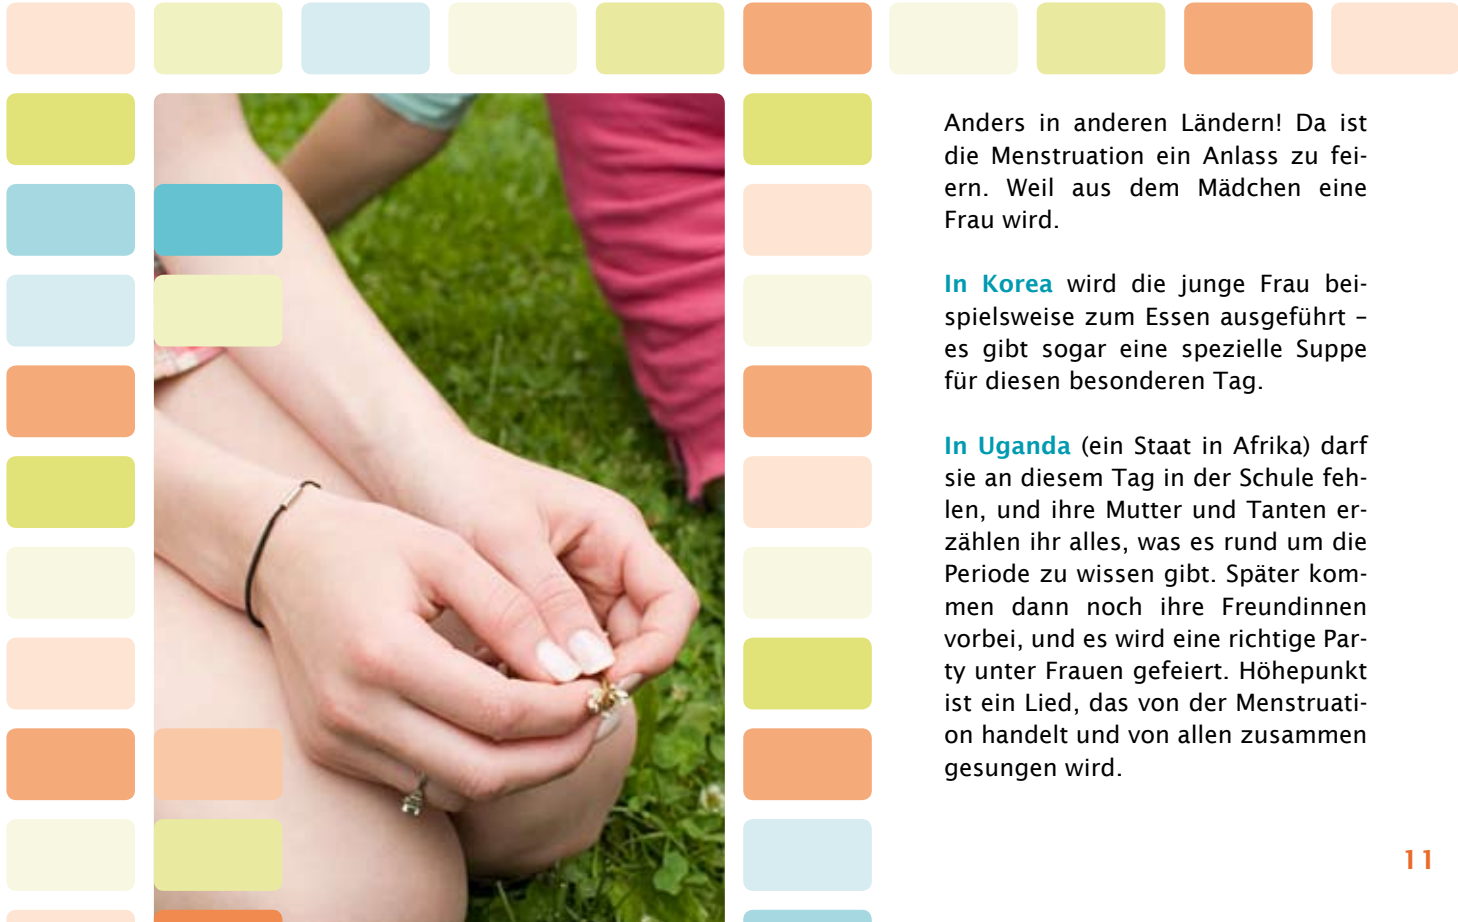 Anders in anderen Ländern! Da ist
die Menstruation ein Anlass zu fei-
ern. Weil aus dem Mädchen eine
Frau wird.
In Korea wird die junge Frau bei-
spielsweise zum Essen ausgeführt –
es gibt sogar eine spezielle Suppe
für diesen besonderen Tag.
In Uganda (ein Staat in Afrika) darf
sie an diesem Tag in der Schule feh-
len, und ihre Mutter und Tanten er-
zählen ihr alles, was es rund um die
Periode zu wissen gibt. Später kom-
men dann noch ihre Freundinnen
vorbei, und es wird eine richtige Par-
ty unter Frauen gefeiert. Höhepunkt
ist ein Lied, das von der Menstruati-
on handelt und von allen zusammen
gesungen wird.
11